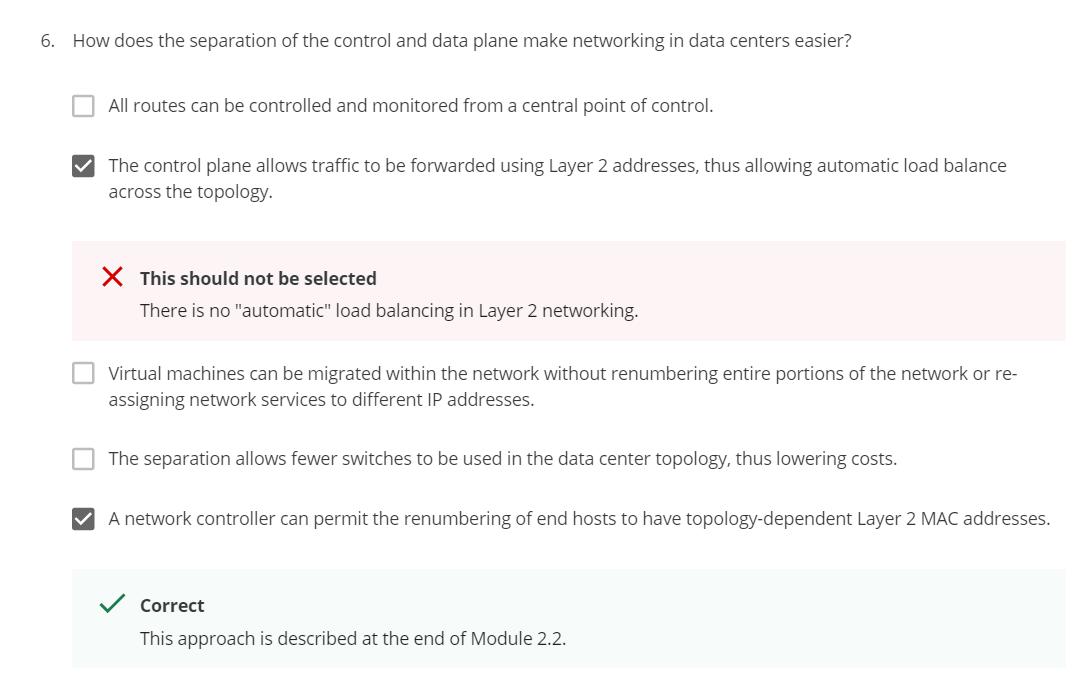 6. How does the separation of the control and data plane make networking in data centers easier?
All routes can be controlled and monitored from a central point of control.
The control plane allows traffic to be forwarded using Layer 2 addresses, thus allowing automatic load balance
across the topology.
This should not be selected
There is no "automatic" load balancing in Layer 2 networking.
Virtual machines can be migrated within the network without renumbering entire portions of the network or re-
assigning network services to different IP addresses.
The separation allows fewer switches to be used in the data center topology, thus lowering costs.
A network controller can permit the renumbering of end hosts to have topology-dependent Layer 2 MAC addresses.
Correct
This approach is described at the end of Module 2.2.